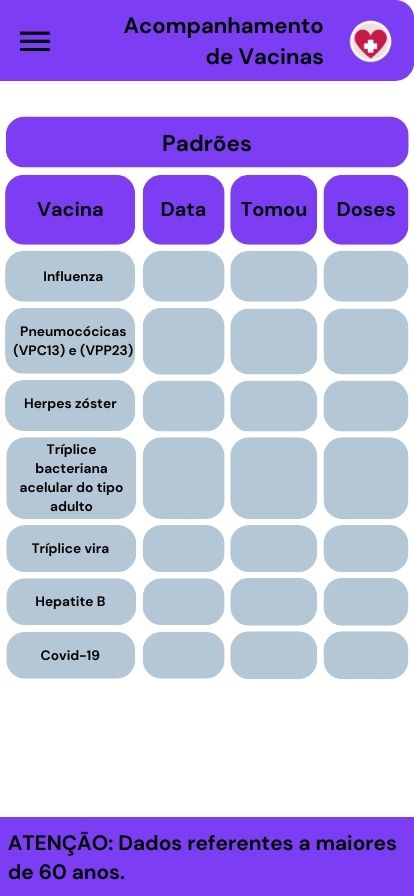 Acompanhamento
de Vacinas
Padrões
Vacina Data Tomou Doses
Influenza
Pneumocócicas
(VPC13) e (VPP23)
Herpes zóster
Tríplice
bacteriana
acelular do tipo
adulto
Tríplice vira
Hepatite B
Covid-19
ATENÇÃO: Dados referentes a maiores
de 60 anos.